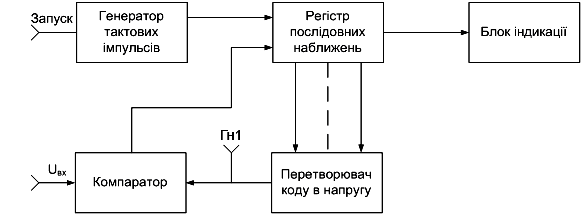 Запуск
Генератор
тактових
імпульсів
Регістр
послідовних
наближень
Блок індикації
Гн1
Uвх
Компаратор
Перетворювач
коду в напругу